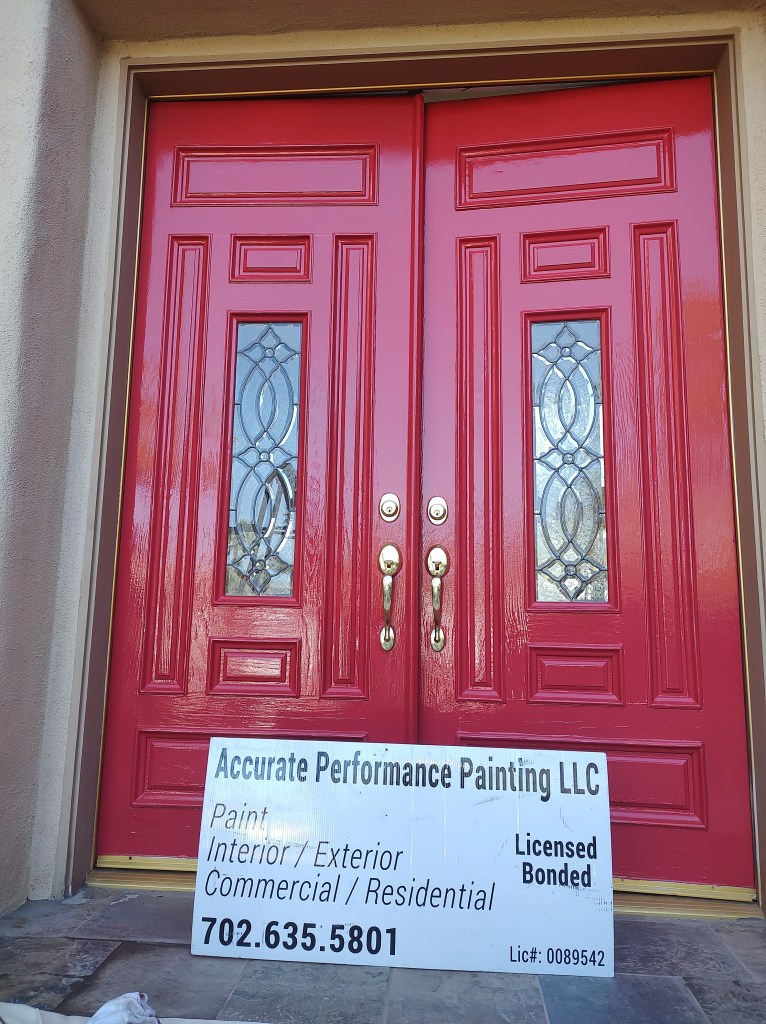 Accurate Performance Painting LLC
Paint
Interior / Exterior
Commercial / Residential
Licensed
Bonded
702.635.5801
Lic#: 0089542